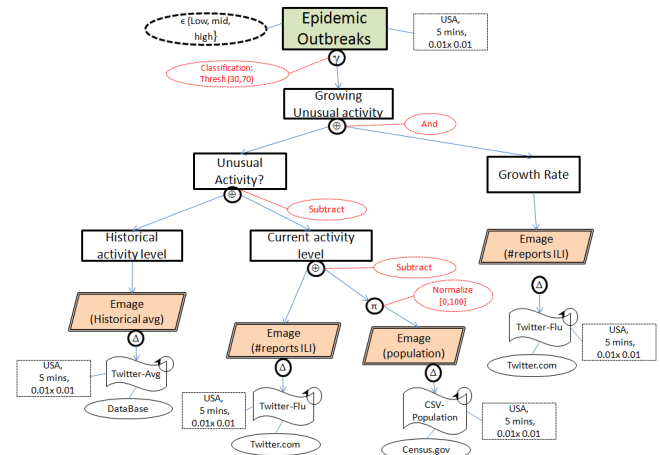 ϵ {Low, mid,
high}
Epidemic
Outbreaks
USA,
5 mins,
0.01x 0.01
γ
Classification:
Thresh (30,70)
Growing
Unusual activity
⊕
And
Unusual
Activity?
Growth Rate
⊕
Subtract
Historical
activity level
Current activity
level
Emage
(#reports ILI)
⊕
Subtract
Normalize
[0,100]
π
Δ
Emage
(Historical avg)
Emage
(#reports ILI)
Emage
(population)
Twitter-Flu
USA,
5 mins,
0.01x 0.01
Twitter.com
Δ
Δ
Δ
USA,
5 mins,
0.01x 0.01
Twitter-Avg
DataBase
USA,
5 mins,
0.01x 0.01
Twitter-Flu
Twitter.com
CSV-
Population
USA,
5 mins,
0.01x 0.01
Census.gov